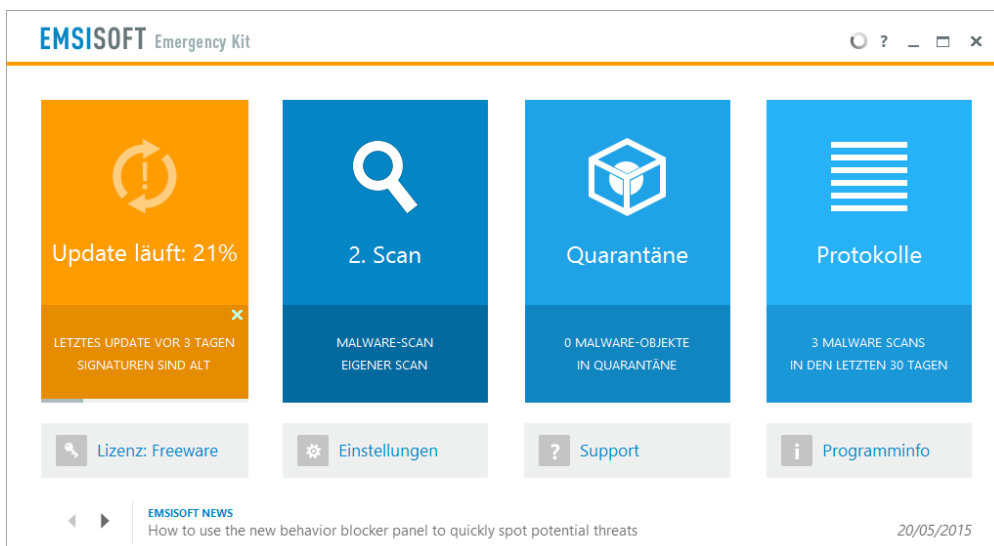 EMSISOFT Emergency Kit
?
Update läuft: 21%
LETZTES UPDATE VOR 3 TAGEN
SIGNATUREN SIND ALT
2. Scan
MALWARE-SCAN
EIGENER SCAN
Quarantäne
0 MALWARE-OBJEKTE
IN QUARANTÄNE
Protokolle
3 MALWARE SCANS
IN DEN LETZTEN 30 TAGEN
Lizenz: Freeware
Einstellungen
? Support
i Programminfo
EMSISOFT NEWS
How to use the new behavior blocker panel to quickly spot potential threats
20/05/2015